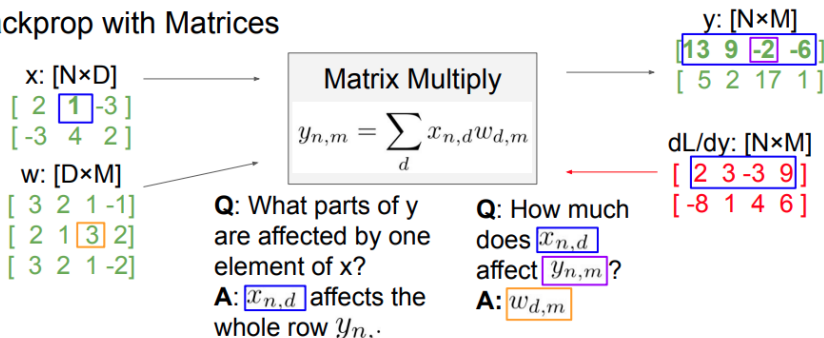 ackprop with Matrices
x: [N×D]
[ 2 1 -3 ]
[ -3 4 2 ]
w: [D×M]
[ 3 2 1 -1]
[ 2 1 3 2]
[ 3 2 1 -2]
Matrix Multiply
y_{n,m} = \sum_d x_{n,d} w_{d,m}
y: [N×M]
[13 9 -2 -6]
[ 5 2 17 1 ]
dL/dy: [N×M]
[ 2 3 -3 9 ]
[ -8 1 4 6 ]
Q: What parts of y
are affected by one
element of x?
A: x_{n,d} affects the
whole row y_{n,·}
Q: How much
does x_{n,d}
affect y_{n,m}?
A: w_{d,m}